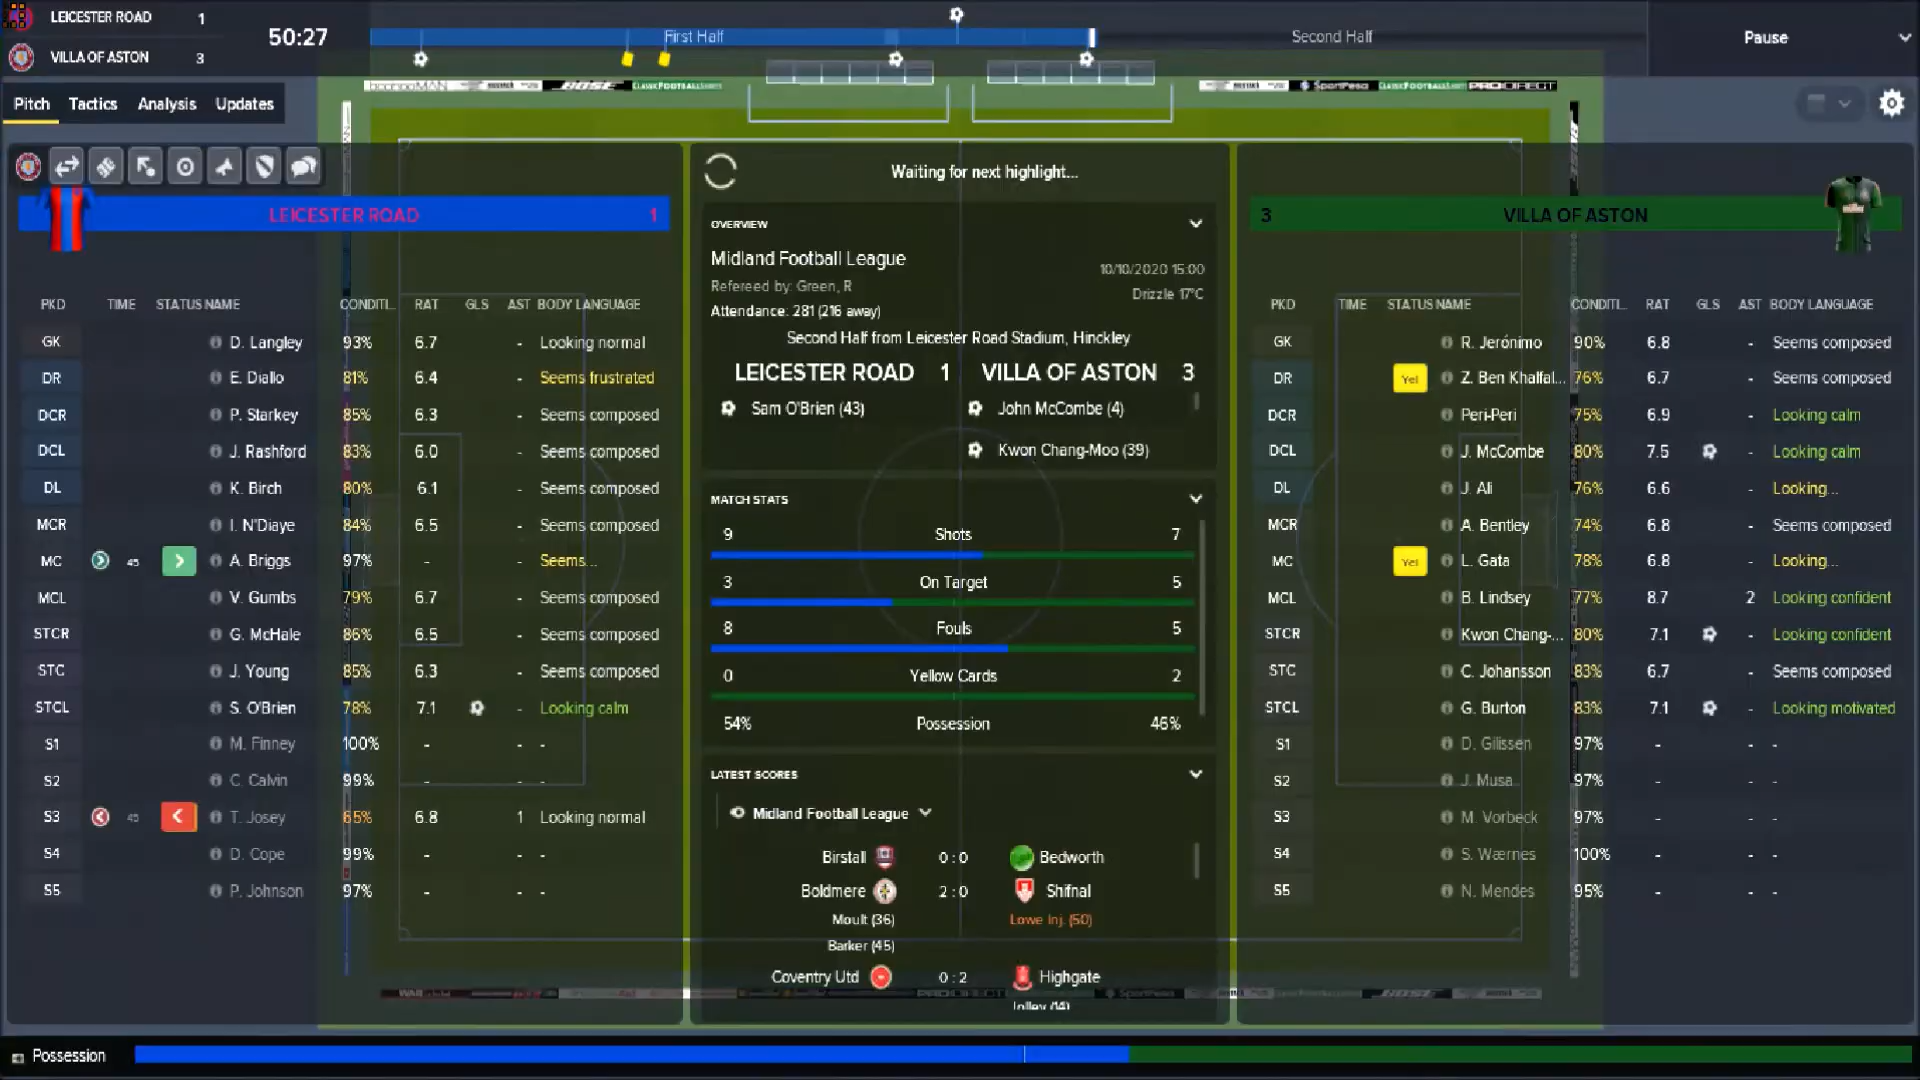 LEICESTER ROAD 1
VILLA OF ASTON 3
50:27
First Half
Second Half
Pause
BOSE
PRO:DIRECT
Pitch Tactics Analysis Updates
LEICESTER ROAD 1
PKD TIME STATUS NAME CONDITI... RAT GLS AST BODY LANGUAGE
GK D. Langley 93% 6.7 - Looking normal
DR E. Diallo 81% 6.4 - Seems frustrated
DCR P. Starkey 85% 6.3 - Seems composed
DCL J. Rashford 83% 6.0 - Seems composed
DL K. Birch 80% 6.1 - Seems composed
MCR I. N'Diaye 84% 6.5 - Seems composed
MC 45 A. Briggs 97% - - Seems...
MCL V. Gumbs 79% 6.7 - Seems composed
STCR G. McHale 86% 6.5 - Seems composed
STC J. Young 85% 6.3 - Seems composed
STCL S. O'Brien 78% 7.1 - Looking calm
S1 M. Finney 100% - - -
S2 C. Calvin 99% - - -
S3 45 T. Josey 65% 6.8 1 Looking normal
S4 D. Cope 99% - - -
S5 P. Johnson 97% - - -
Waiting for next highlight...
OVERVIEW
Midland Football League
10/10/2020 15:00
Refereed by: Green, R
Drizzle 17°C
Attendance: 281 (216 away)
Second Half from Leicester Road Stadium, Hinckley
LEICESTER ROAD 1 VILLA OF ASTON 3
Sam O'Brien (43) John McCombe (4)
Kwon Chang-Moo (39)
MATCH STATS
9 Shots 7
3 On Target 5
8 Fouls 5
0 Yellow Cards 2
54% Possession 46%
LATEST SCORES
Midland Football League
Birstall 0 : 0 Bedworth
Boldmere 2 : 0 Shifnal
Moult (36) Lowe Inj. (50)
Barker (45)
Coventry Utd 0 : 2 Highgate
Jolley (14)
3 VILLA OF ASTON
PKD TIME STATUS NAME CONDITI... RAT GLS AST BODY LANGUAGE
GK R. Jerónimo 90% 6.8 - Seems composed
DR Yel Z. Ben Khalfal... 76% 6.7 - Seems composed
DCR Peri-Peri 75% 6.9 - Looking calm
DCL J. McCombe 80% 7.5 - Looking calm
DL J. Ali 76% 6.6 - Looking...
MCR A. Bentley 74% 6.8 - Seems composed
MC Yel L. Gata 78% 6.8 - Looking...
MCL B. Lindsey 77% 8.7 2 Looking confident
STCR Kwon Chang-... 80% 7.1 - Looking confident
STC C. Johansson 83% 6.7 - Seems composed
STCL G. Burton 83% 7.1 - Looking motivated
S1 D. Gilissen 97% - - -
S2 J. Musa 97% - - -
S3 M. Vorbeck 97% - - -
S4 S. Wærnes 100% - - -
S5 N. Mendes 95% - - -
Possession